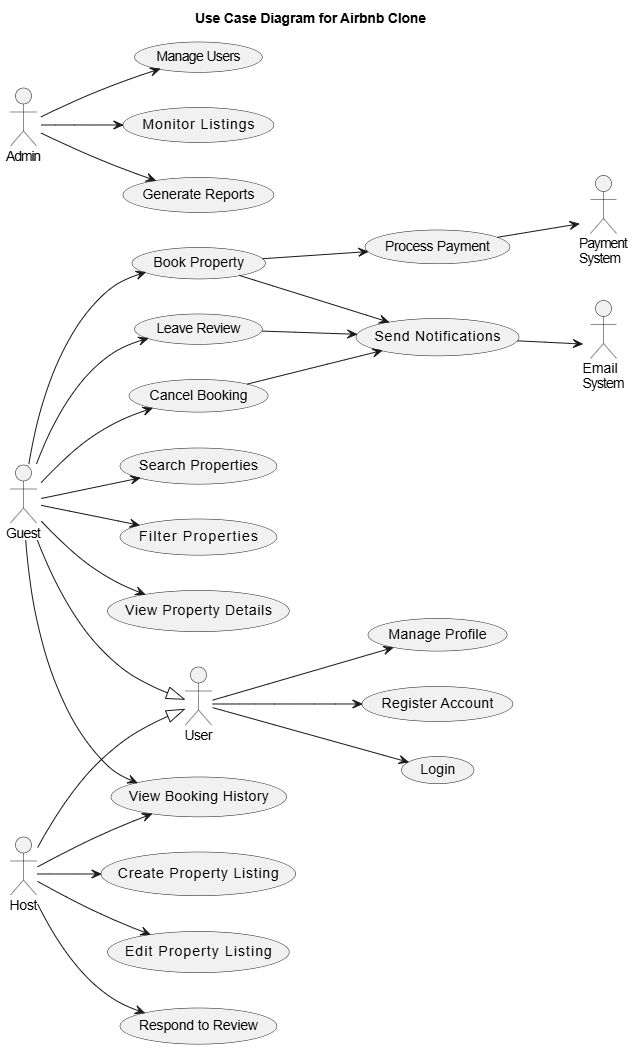 Use Case Diagram for Airbnb Clone
Manage Users
Monitor Listings
Admin
Generate Reports
Payment
System
Process Payment
Book Property
Leave Review
Send Notifications
Email
System
Cancel Booking
Search Properties
Guest
Filter Properties
View Property Details
Manage Profile
Register Account
User
Login
View Booking History
Create Property Listing
Host
Edit Property Listing
Respond to Review